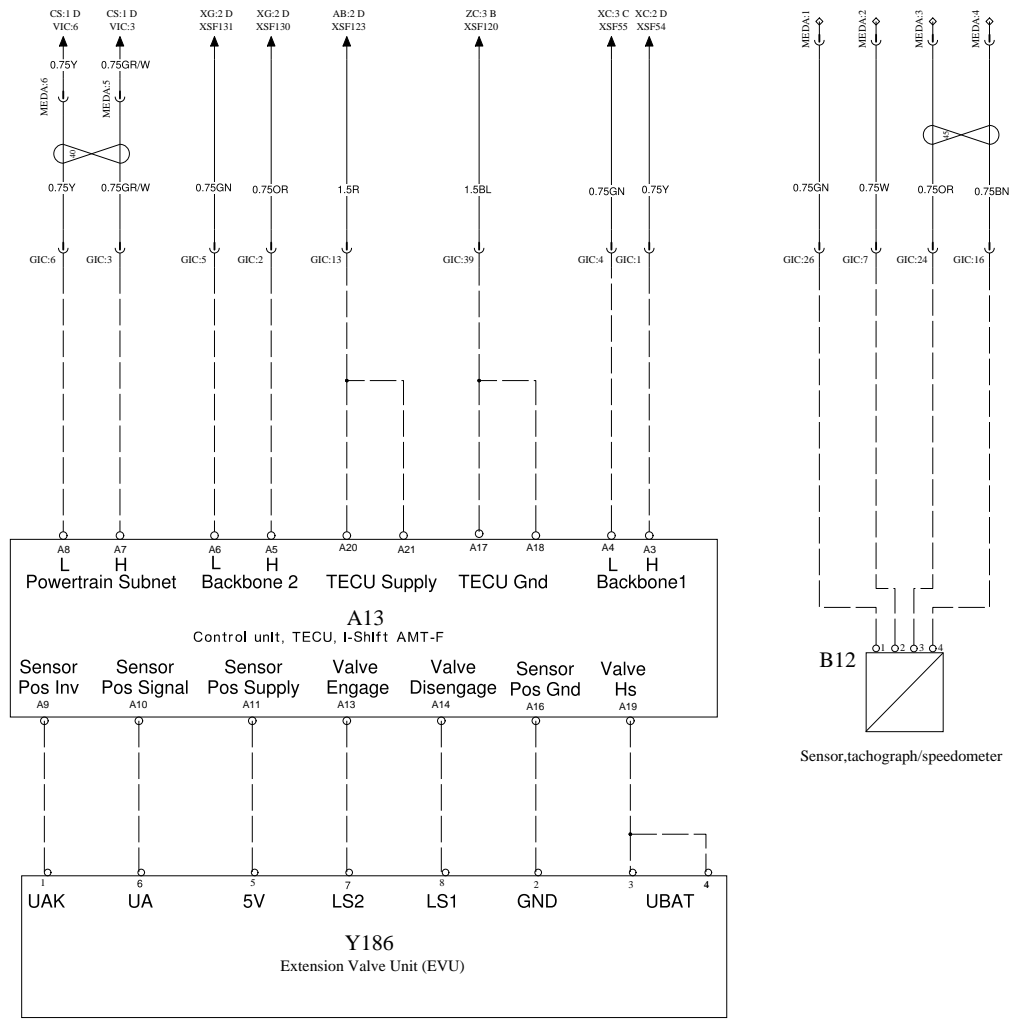 CS:1 D CS:1 D XG:2 D XG:2 D AB:2 D ZC:3 B XC:3 C XC:2 D
VIC:6 VIC:3 XSF131 XSF130 XSF123 XSF120 XSF55 XSF54
MEDA:1 MEDA:2 MEDA:3 MEDA:4
0.75Y 0.75GR/W
MEDA:6 MEDA:5
40 45
0.75Y 0.75GR/W 0.75GN 0.75OR 1.5R 1.5BL 0.75GN 0.75Y 0.75GN 0.75W 0.75OR 0.75BN
GIC:6 GIC:3 GIC:5 GIC:2 GIC:13 GIC:39 GIC:4 GIC:1 GIC:26 GIC:7 GIC:24 GIC:16
A8 A7 A6 A5 A20 A21 A17 A18 A4 A3
L H L H L H
Powertrain Subnet Backbone 2 TECU Supply TECU Gnd Backbone1
A13
Control unit, TECU, I-Shift AMT-F
Sensor Sensor Sensor Valve Valve Sensor Valve
Pos Inv Pos Signal Pos Supply Engage Disengage Pos Gnd Hs
A9 A10 A11 A13 A14 A16 A19
1 2 3 4
B12
Sensor,tachograph/speedometer
1 6 5 7 8 2 3 4
UAK UA 5V LS2 LS1 GND UBAT
Y186
Extension Valve Unit (EVU)